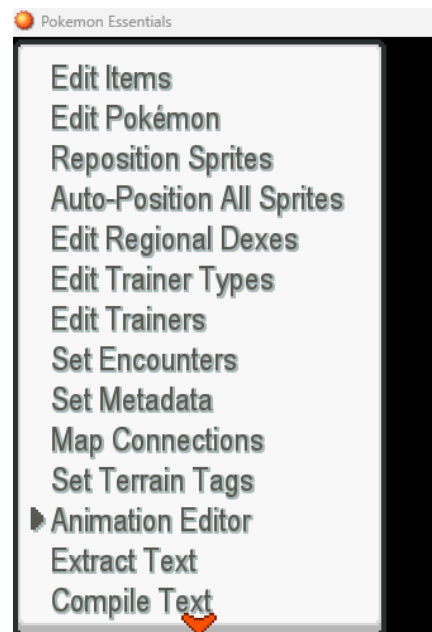 Pokemon Essentials
Edit Items
Edit Pokémon
Reposition Sprites
Auto-Position All Sprites
Edit Regional Dexes
Edit Trainer Types
Edit Trainers
Set Encounters
Set Metadata
Map Connections
Set Terrain Tags
Animation Editor
Extract Text
Compile Text